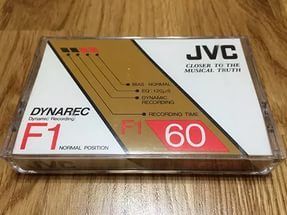 JVC
CLOSER TO THE
MUSICAL TRUTH
BIAS: NORMAL
EQ: 120μs
DYNAMIC
RECORDING
RECORDING TIME
DYNAREC
Dynamic Recording
F1
NORMAL POSITION
F1 60